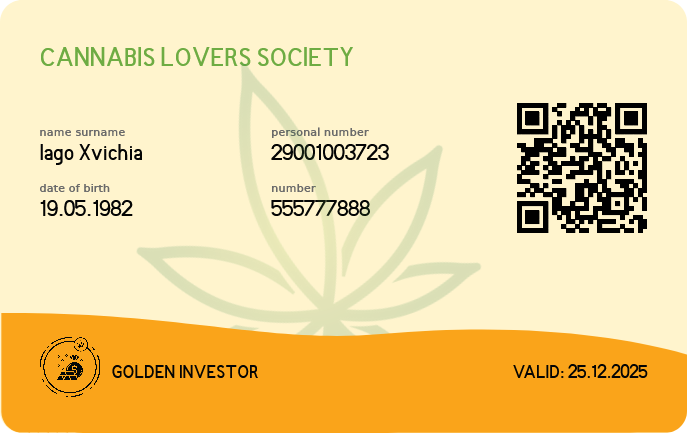 CANNABIS LOVERS SOCIETY
name surname
Iago Xvichia
personal number
29001003723
date of birth
19.05.1982
number
555777888
GOLDEN INVESTOR
VALID: 25.12.2025